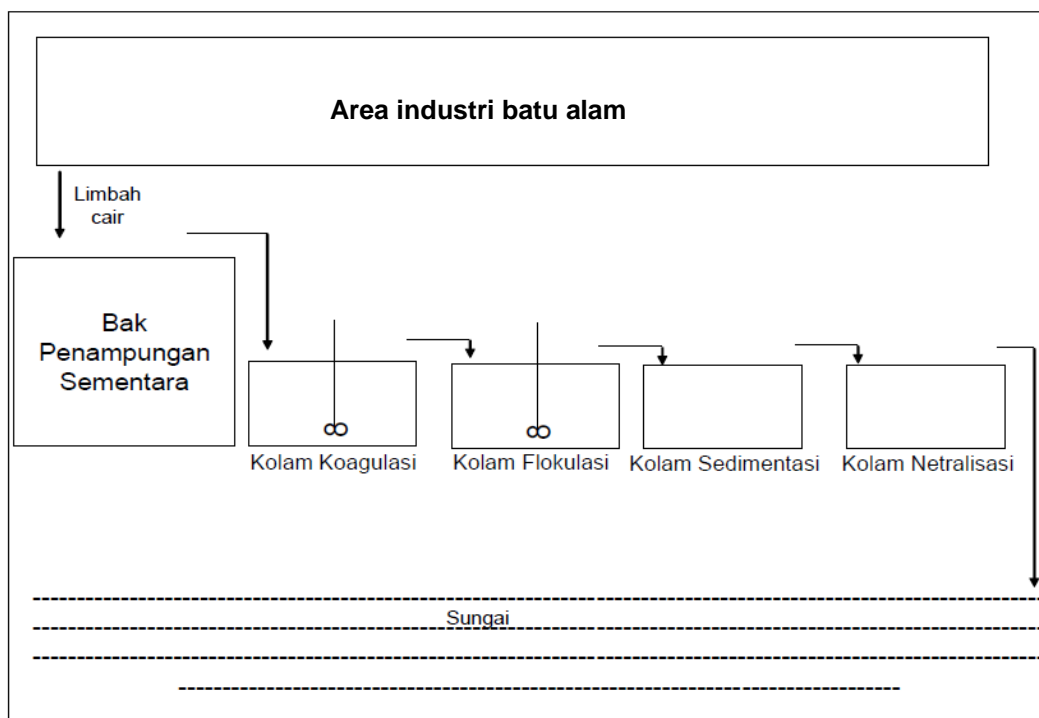 Area industri batu alam
Limbah
cair
Bak
Penampungan
Sementara
Kolam Koagulasi
Kolam Flokulasi
Kolam Sedimentasi
Kolam Netralisasi
Sungai